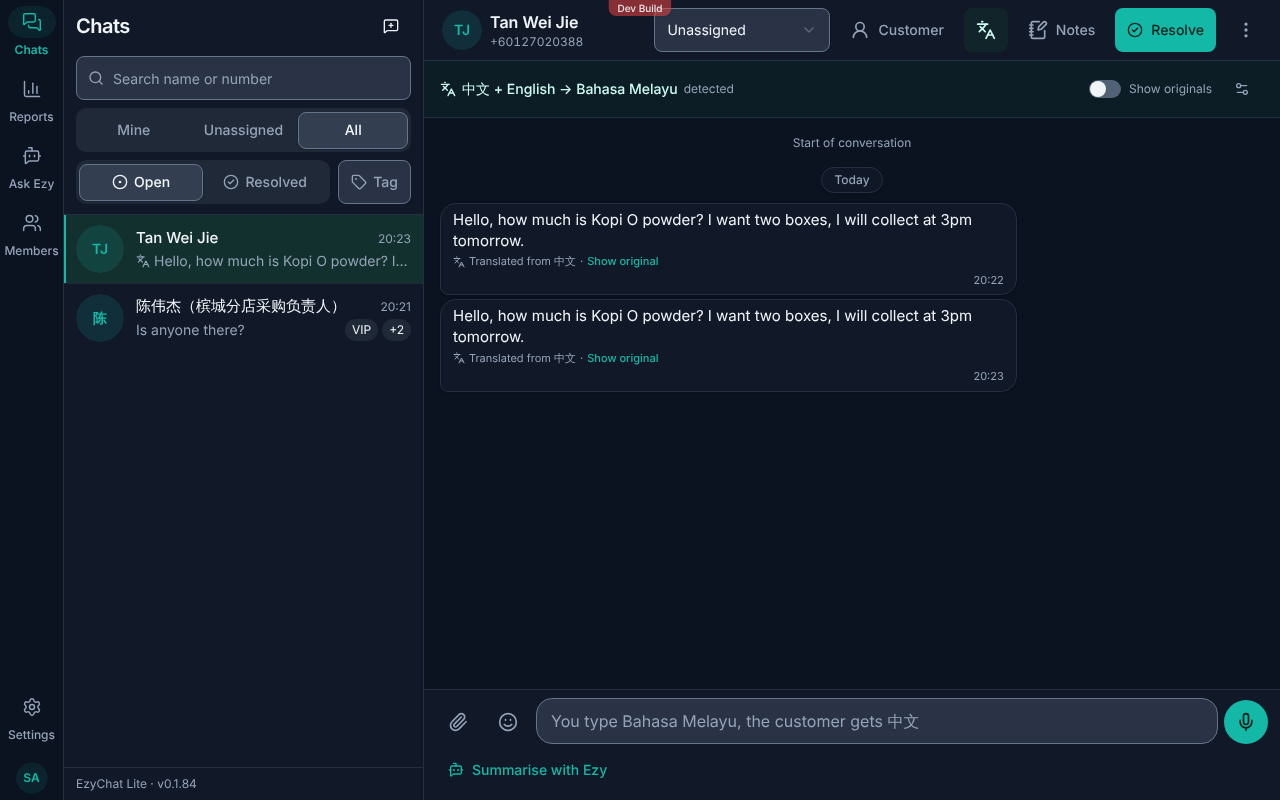 Chats
Reports
Ask Ezy
Members
Settings
SA
Chats
Search name or number
Mine
Unassigned
All
Open
Resolved
Tag
TJ
Tan Wei Jie
20:23
Hello, how much is Kopi O powder? I...
陈
陈伟杰（槟城分店采购负责人）
20:21
Is anyone there?
VIP
+2
EzyChat Lite · v0.1.84
Dev Build
TJ
Tan Wei Jie
+60127020388
Unassigned
Customer
Notes
Resolve
中文 + English → Bahasa Melayu detected
Show originals
Start of conversation
Today
Hello, how much is Kopi O powder? I want two boxes, I will collect at 3pm
tomorrow.
Translated from 中文 · Show original
20:22
Hello, how much is Kopi O powder? I want two boxes, I will collect at 3pm
tomorrow.
Translated from 中文 · Show original
20:23
You type Bahasa Melayu, the customer gets 中文
Summarise with Ezy